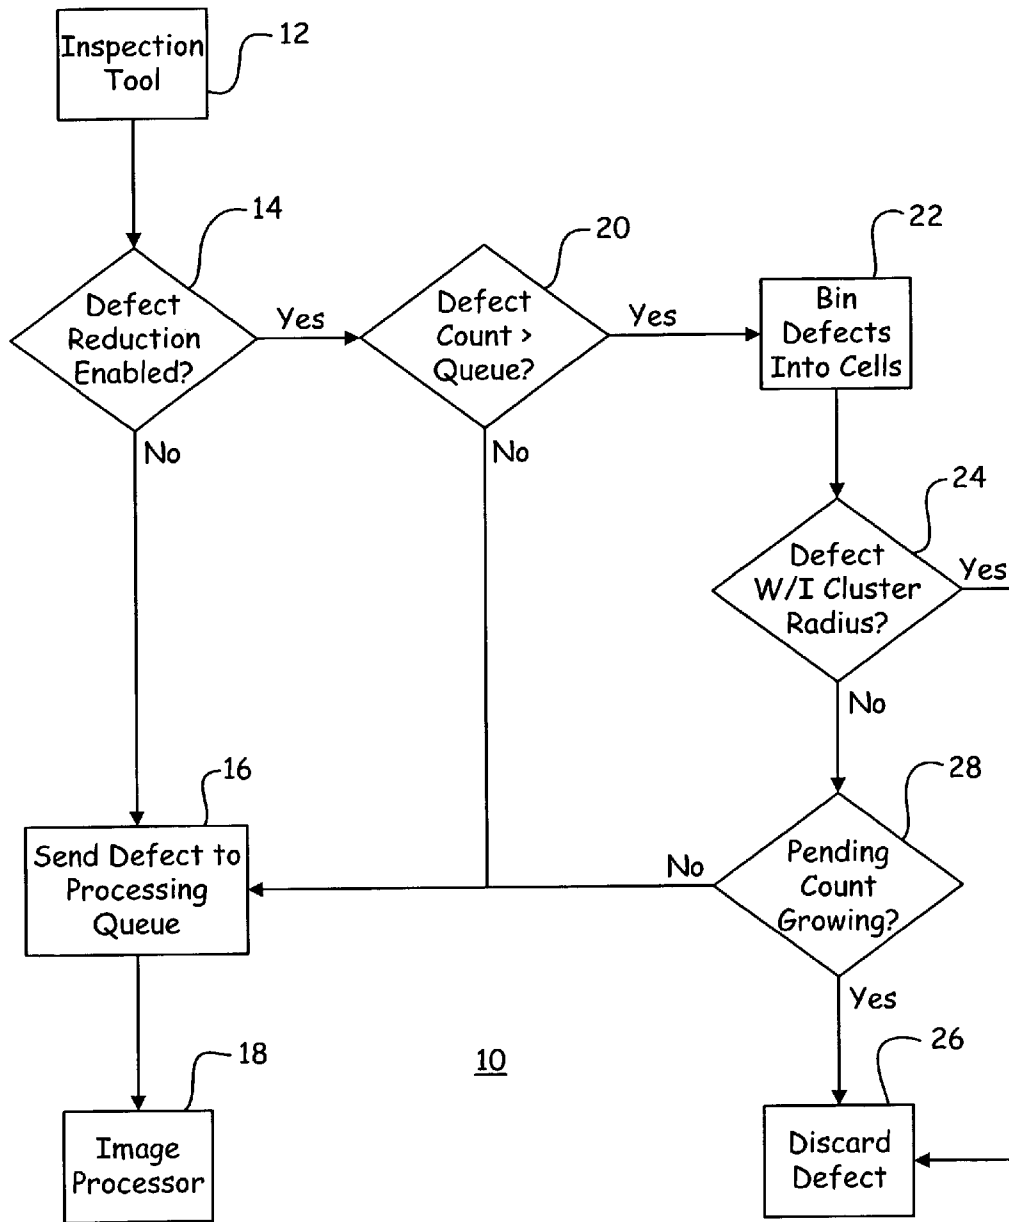 Inspection
Tool
12
14
Defect
Reduction
Enabled?
Yes
No
20
Defect
Count >
Queue?
Yes
No
22
Bin
Defects
Into Cells
24
Defect
W/I Cluster
Radius?
Yes
No
16
Send Defect to
Processing
Queue
28
Pending
Count
Growing?
No
Yes
18
Image
Processor
10
26
Discard
Defect